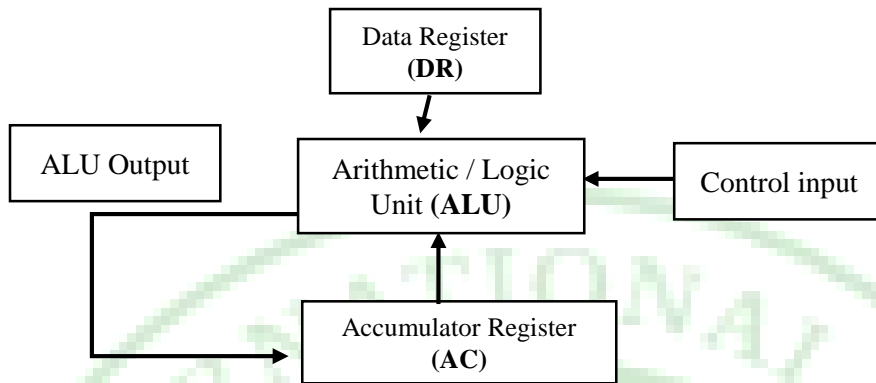 Data Register
(DR)
ALU Output
Arithmetic / Logic
Unit (ALU)
Control input
Accumulator Register
(AC)